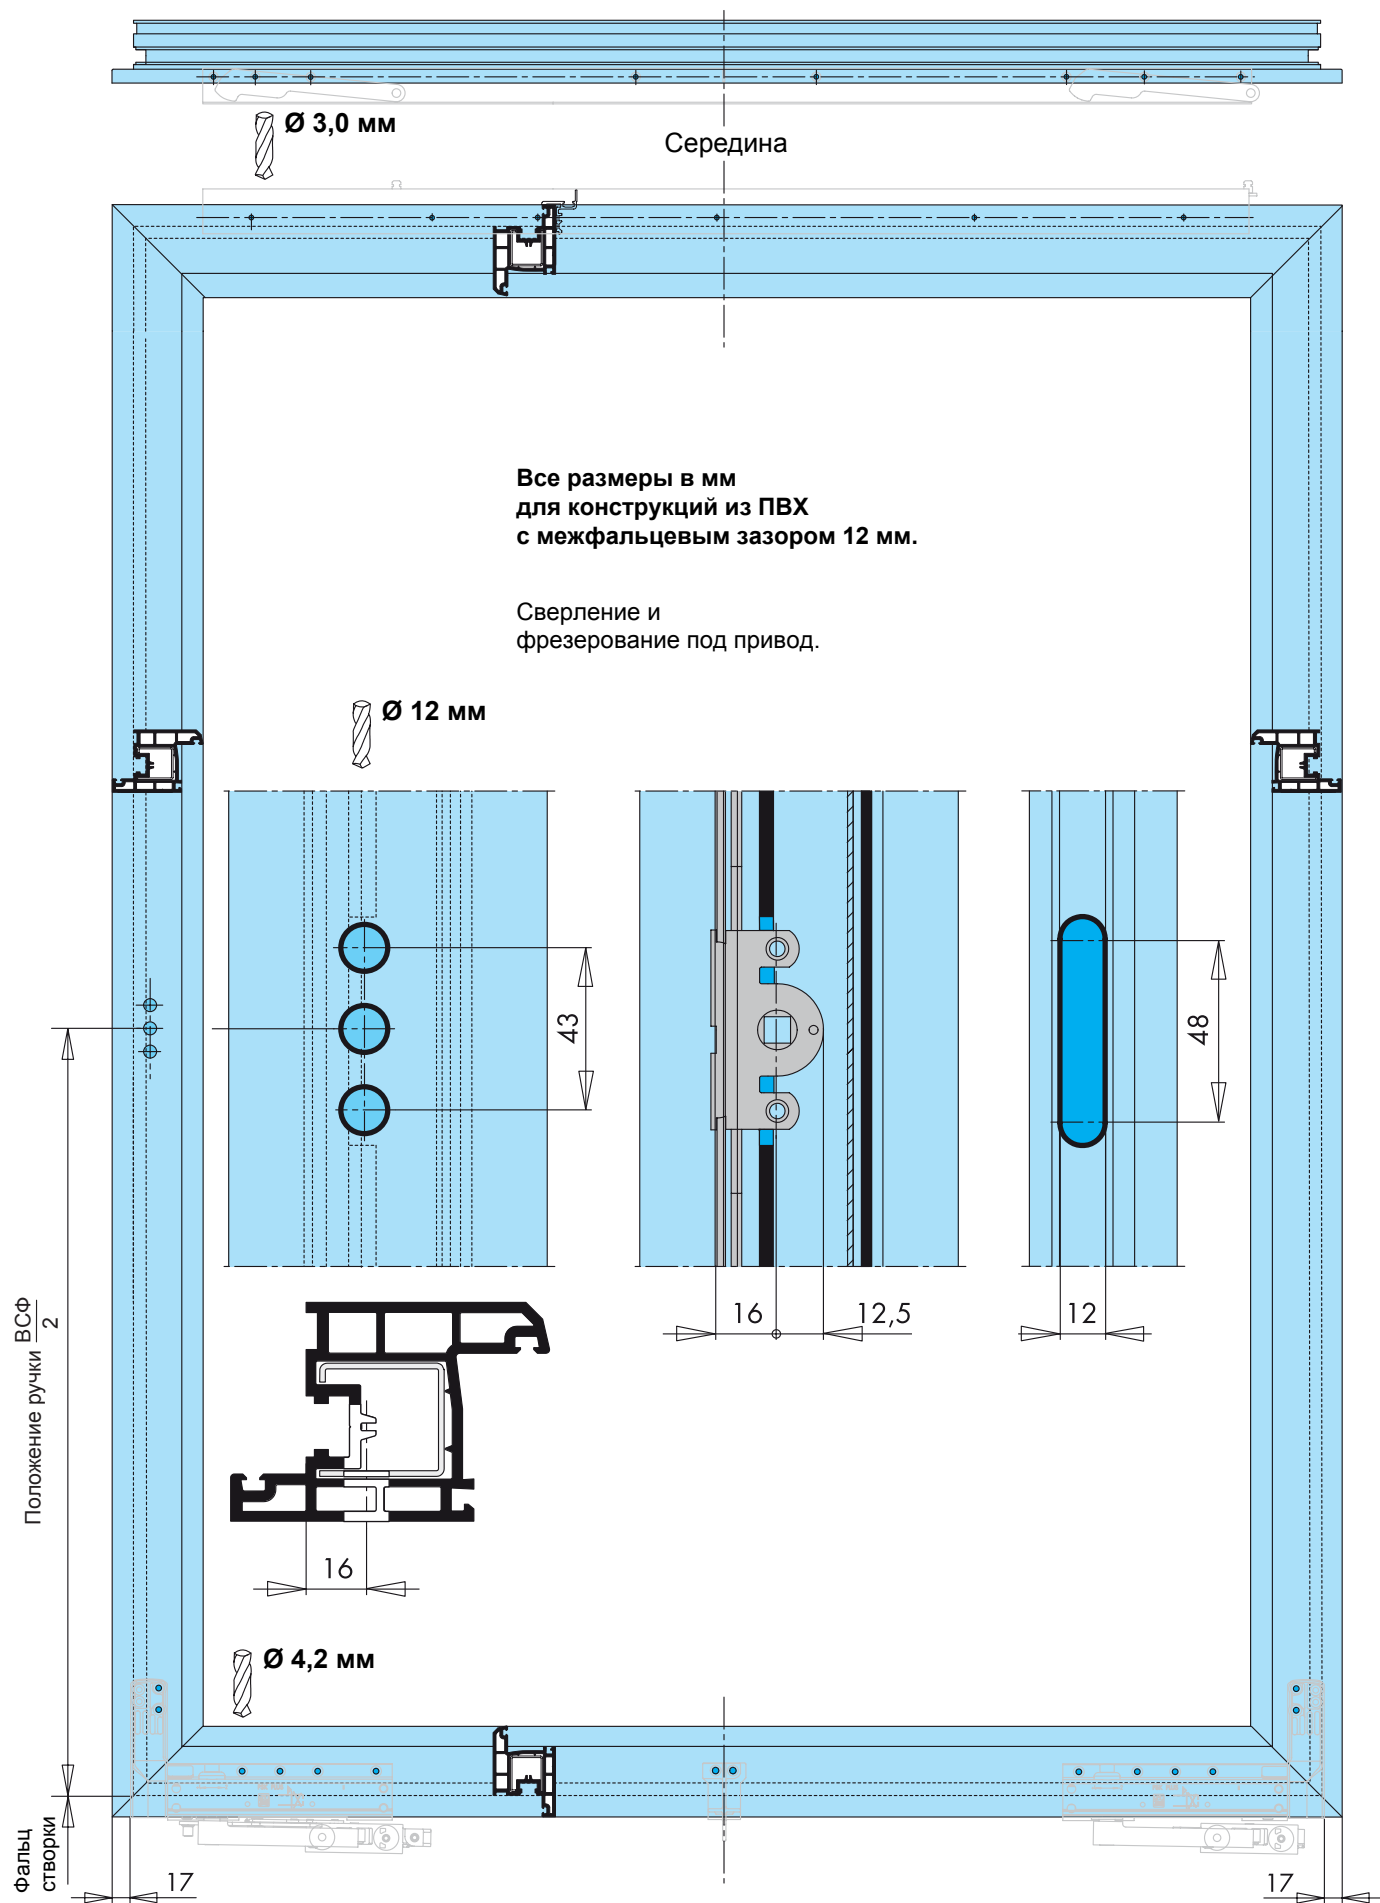 Ø 3,0 мм
Середина
Все размеры в мм
для конструкций из ПВХ
с межфальцевым зазором 12 мм.
Сверление и
фрезерование под привод.
Ø 12 мм
43
48
16
12,5
12
Положение ручки ВСФ
2
16
Ø 4,2 мм
Фальц
створки
17
17